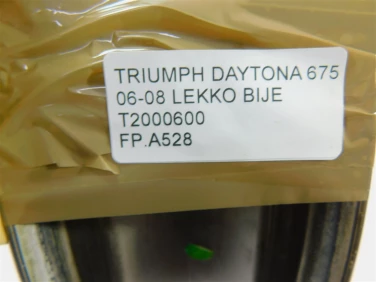 TRIUMPH DAYTONA 675
06-08 LEKKO BIJE
T2000600
FP.A528